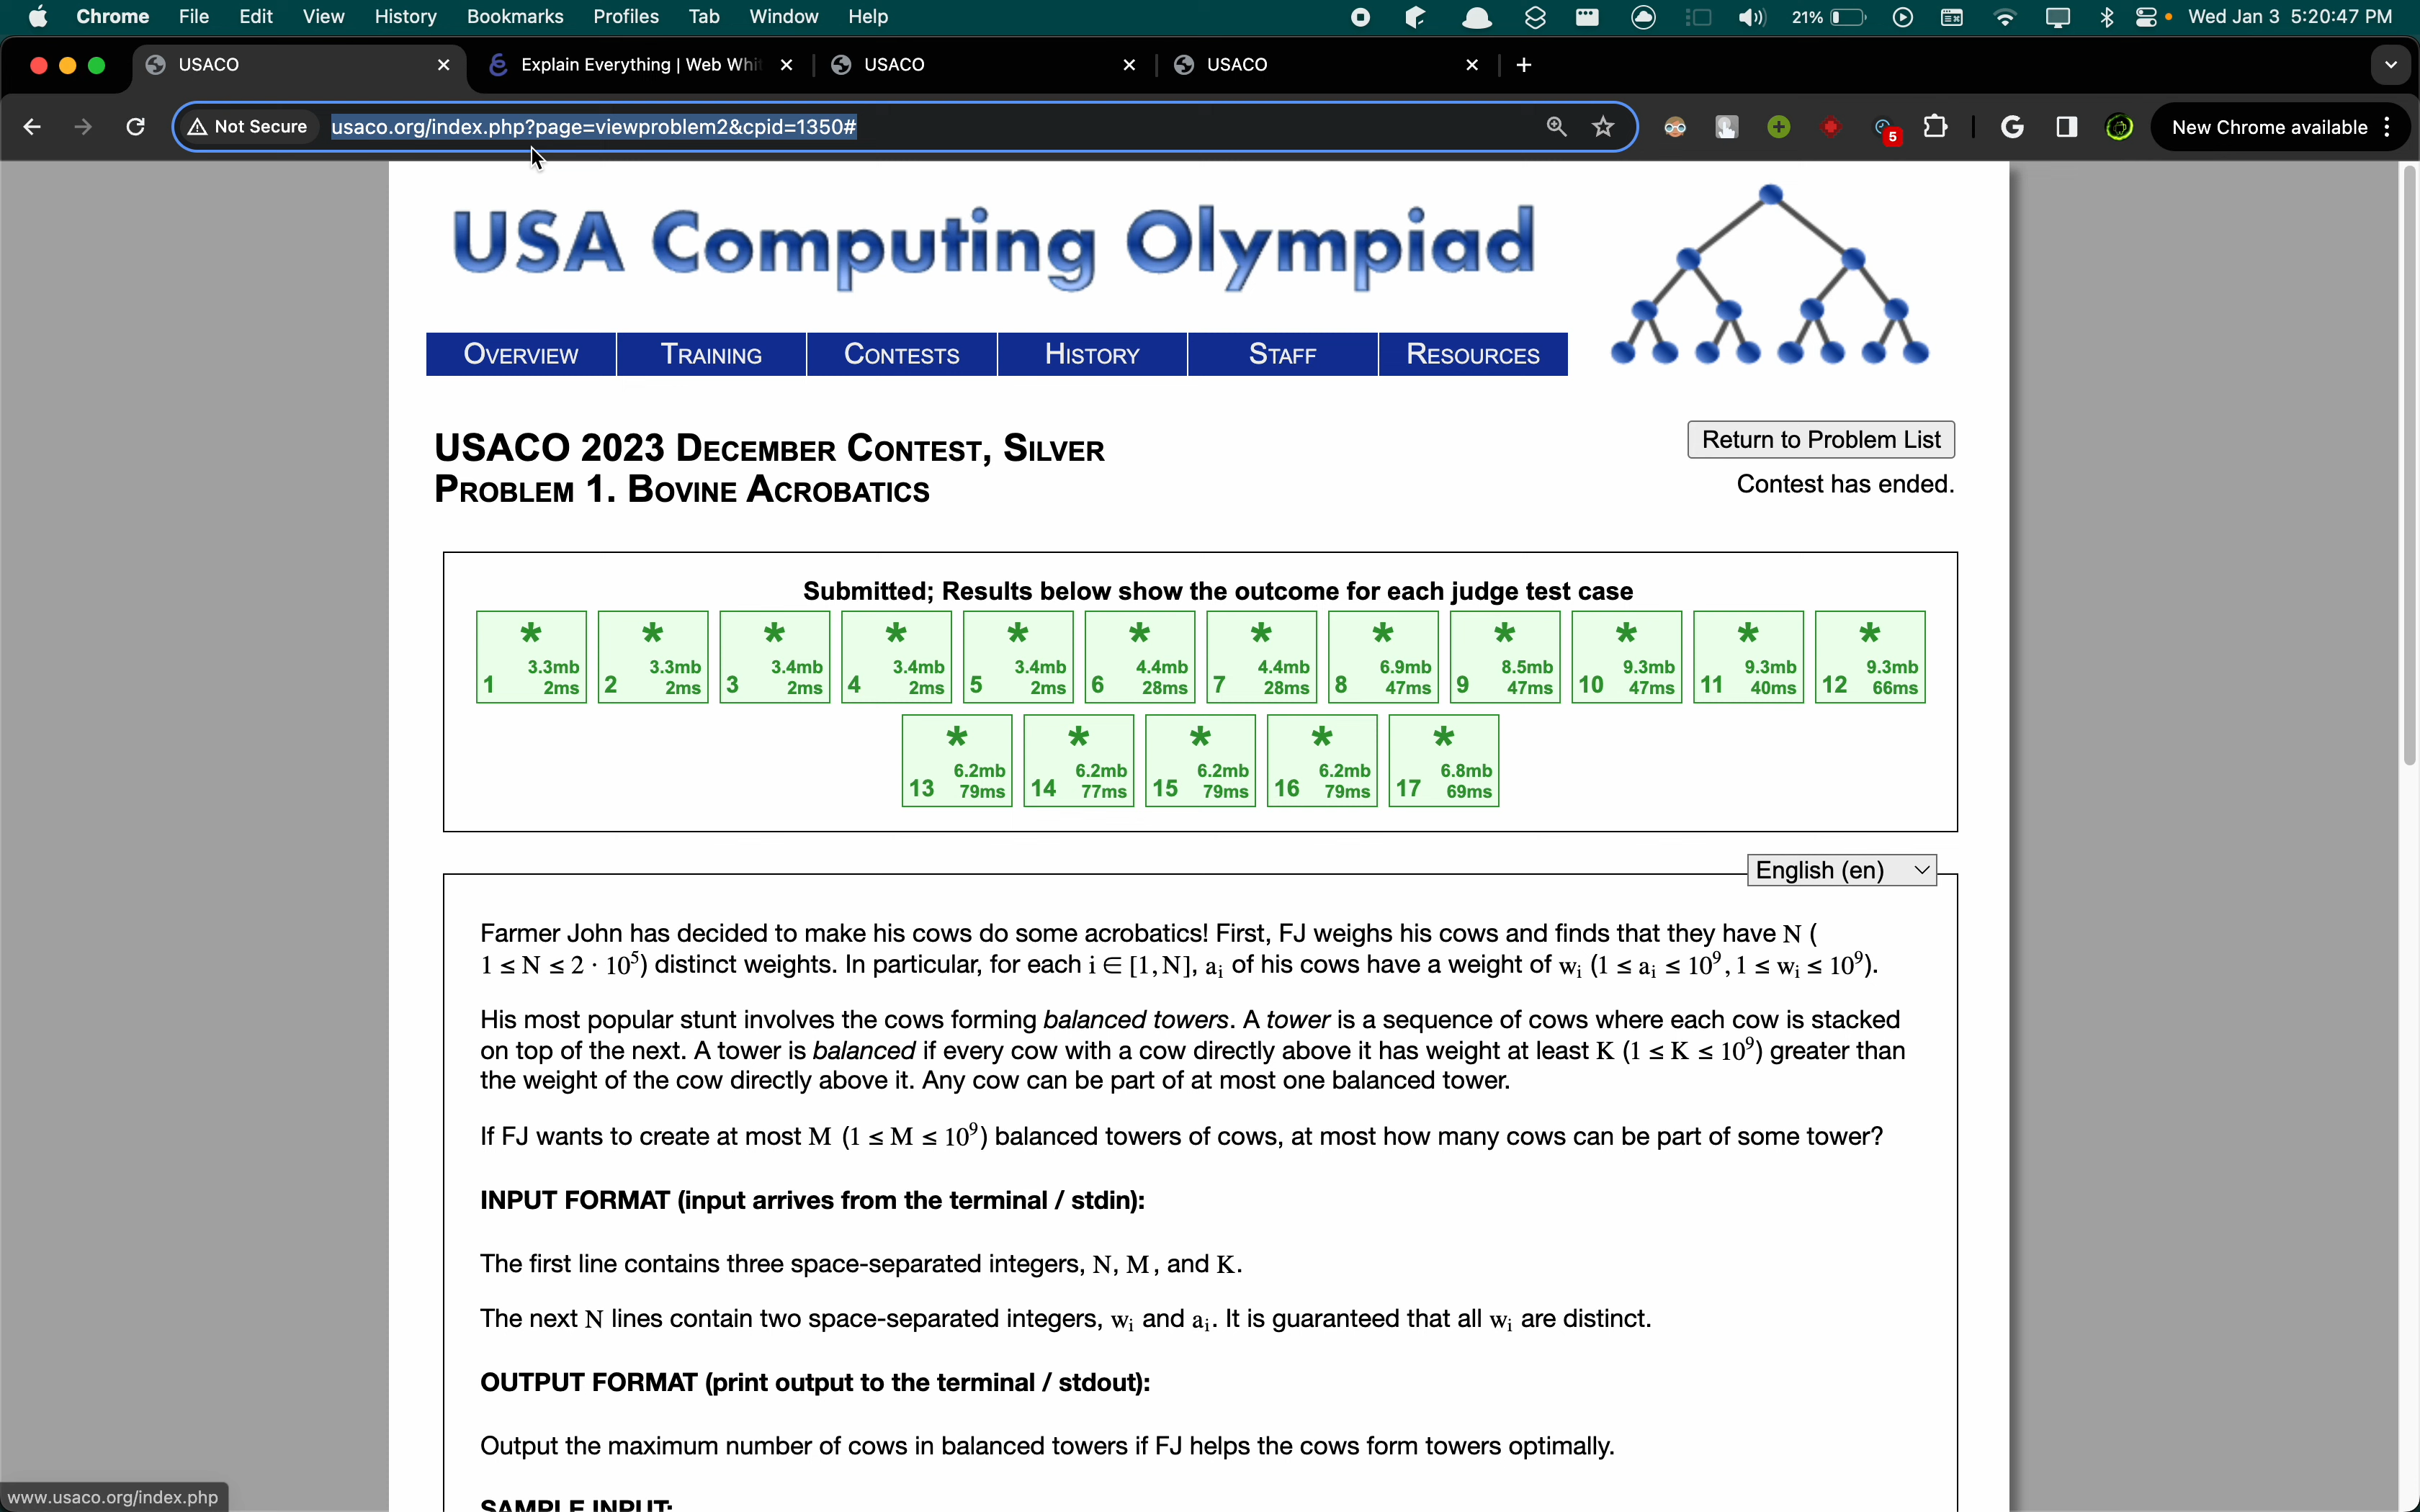 Chrome File Edit View History Bookmarks Profiles Tab Window Help 21% Wed Jan 3 5:20:47 PM
USACO Explain Everything | Web Whit USACO USACO
Not Secure usaco.org/index.php?page=viewproblem2&cpid=1350# 5 New Chrome available
USA Computing Olympiad
OVERVIEW TRAINING CONTESTS HISTORY STAFF RESOURCES
USACO 2023 DECEMBER CONTEST, SILVER
PROBLEM 1. BOVINE ACROBATICS
Return to Problem List
Contest has ended.
Submitted; Results below show the outcome for each judge test case
* * * * * * * * * * * *
3.3mb 3.3mb 3.4mb 3.4mb 3.4mb 4.4mb 4.4mb 6.9mb 8.5mb 9.3mb 9.3mb 9.3mb
1 2ms 2 2ms 3 2ms 4 2ms 5 2ms 6 28ms 7 28ms 8 47ms 9 47ms 10 47ms 11 40ms 12 66ms
* * * * *
6.2mb 6.2mb 6.2mb 6.2mb 6.8mb
13 79ms 14 77ms 15 79ms 16 79ms 17 69ms
English (en)
Farmer John has decided to make his cows do some acrobatics! First, FJ weighs his cows and finds that they have N (
1 ≤ N ≤ 2 · 10⁵) distinct weights. In particular, for each i ∈ [1, N], aᵢ of his cows have a weight of wᵢ (1 ≤ aᵢ ≤ 10⁹, 1 ≤ wᵢ ≤ 10⁹).
His most popular stunt involves the cows forming balanced towers. A tower is a sequence of cows where each cow is stacked
on top of the next. A tower is balanced if every cow with a cow directly above it has weight at least K (1 ≤ K ≤ 10⁹) greater than
the weight of the cow directly above it. Any cow can be part of at most one balanced tower.
If FJ wants to create at most M (1 ≤ M ≤ 10⁹) balanced towers of cows, at most how many cows can be part of some tower?
INPUT FORMAT (input arrives from the terminal / stdin):
The first line contains three space-separated integers, N, M, and K.
The next N lines contain two space-separated integers, wᵢ and aᵢ. It is guaranteed that all wᵢ are distinct.
OUTPUT FORMAT (print output to the terminal / stdout):
Output the maximum number of cows in balanced towers if FJ helps the cows form towers optimally.
SAMPLE INPUT:
www.usaco.org/index.php